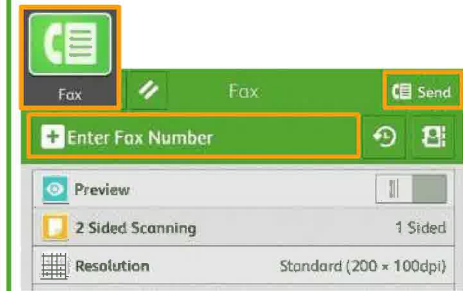 Fax
Fax
Send
Enter Fax Number
Preview
2 Sided Scanning 1 Sided
Resolution Standard (200 × 100dpi)